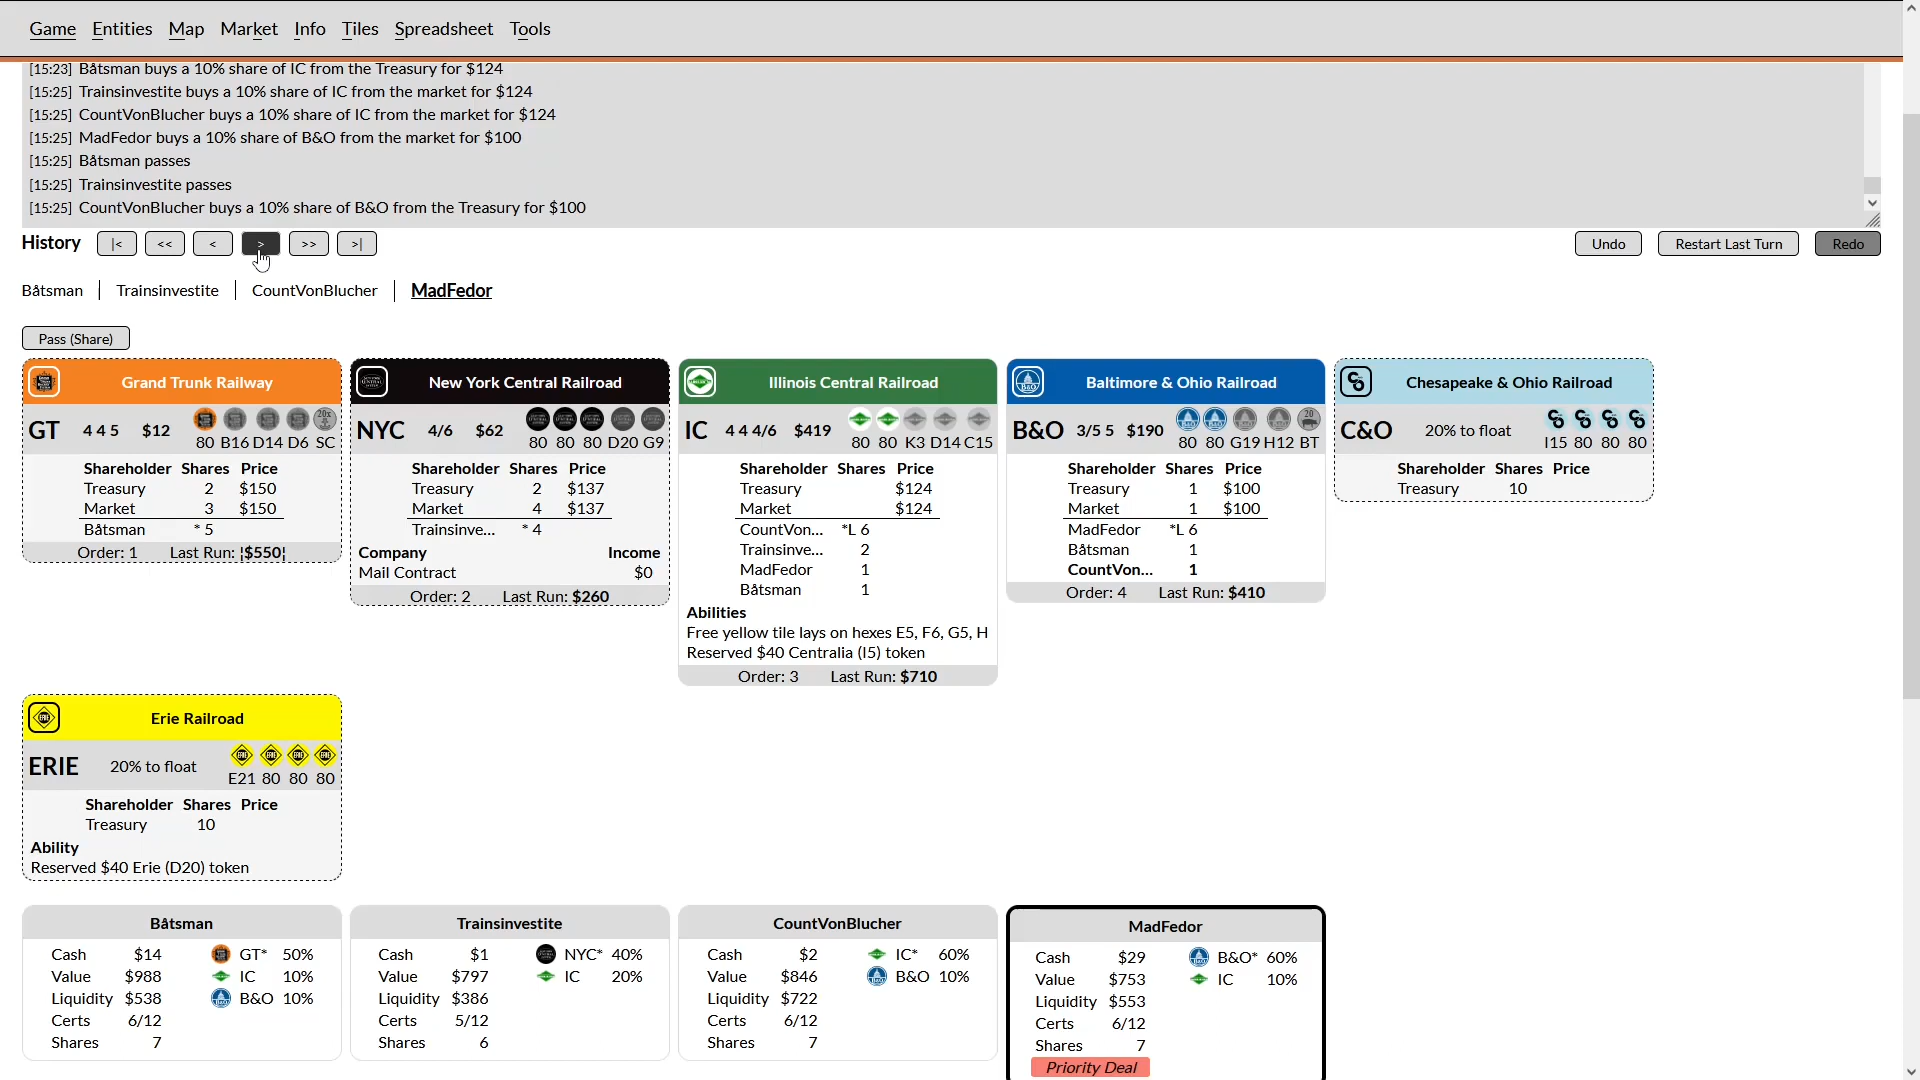 Game Entities Map Market Info Tiles Spreadsheet Tools
[15:23] Båtsman buys a 10% share of IC from the Treasury for $124
[15:25] Trainsinvestite buys a 10% share of IC from the market for $124
[15:25] CountVonBlucher buys a 10% share of IC from the market for $124
[15:25] MadFedor buys a 10% share of B&O from the market for $100
[15:25] Båtsman passes
[15:25] Trainsinvestite passes
[15:25] CountVonBlucher buys a 10% share of B&O from the Treasury for $100
History |< << < > >> >| Undo Restart Last Turn Redo
Båtsman | Trainsinvestite | CountVonBlucher | MadFedor
Pass (Share)
Grand Trunk Railway
GT 4 4 5 $12 80 B16 D14 D6 SC
20x
Shareholder Shares Price
Treasury 2 $150
Market 3 $150
Båtsman * 5
Order: 1 Last Run: ¦$550¦
New York Central Railroad
NYC 4/6 $62 80 80 80 D20 G9
Shareholder Shares Price
Treasury 2 $137
Market 4 $137
Trainsinve... * 4
Company Income
Mail Contract $0
Order: 2 Last Run: $260
Illinois Central Railroad
IC 4 4 4/6 $419 80 80 K3 D14 C15
Shareholder Shares Price
Treasury $124
Market $124
CountVon... *L 6
Trainsinve... 2
MadFedor 1
Båtsman 1
Abilities
Free yellow tile lays on hexes E5, F6, G5, H
Reserved $40 Centralia (I5) token
Order: 3 Last Run: $710
Baltimore & Ohio Railroad
B&O 3/5 5 $190 80 80 G19 H12 BT
20
Shareholder Shares Price
Treasury 1 $100
Market 1 $100
MadFedor *L 6
Båtsman 1
CountVon... 1
Order: 4 Last Run: $410
Chesapeake & Ohio Railroad
C&O 20% to float I15 80 80 80
Shareholder Shares Price
Treasury 10
Erie Railroad
ERIE 20% to float E21 80 80 80
Shareholder Shares Price
Treasury 10
Ability
Reserved $40 Erie (D20) token
Båtsman
Cash $14 GT* 50%
Value $988 IC 10%
Liquidity $538 B&O 10%
Certs 6/12
Shares 7
Trainsinvestite
Cash $1 NYC* 40%
Value $797 IC 20%
Liquidity $386
Certs 5/12
Shares 6
CountVonBlucher
Cash $2 IC* 60%
Value $846 B&O 10%
Liquidity $722
Certs 6/12
Shares 7
MadFedor
Cash $29 B&O* 60%
Value $753 IC 10%
Liquidity $553
Certs 6/12
Shares 7
Priority Deal